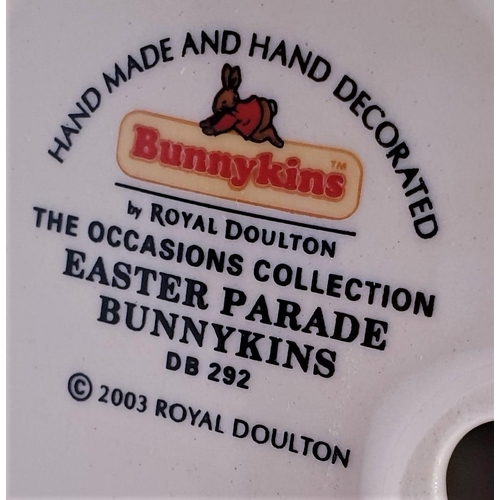 HAND MADE AND HAND DECORATED
Bunnykins™
by ROYAL DOULTON
THE OCCASIONS COLLECTION
EASTER PARADE
BUNNYKINS
DB 292
© 2003 ROYAL DOULTON